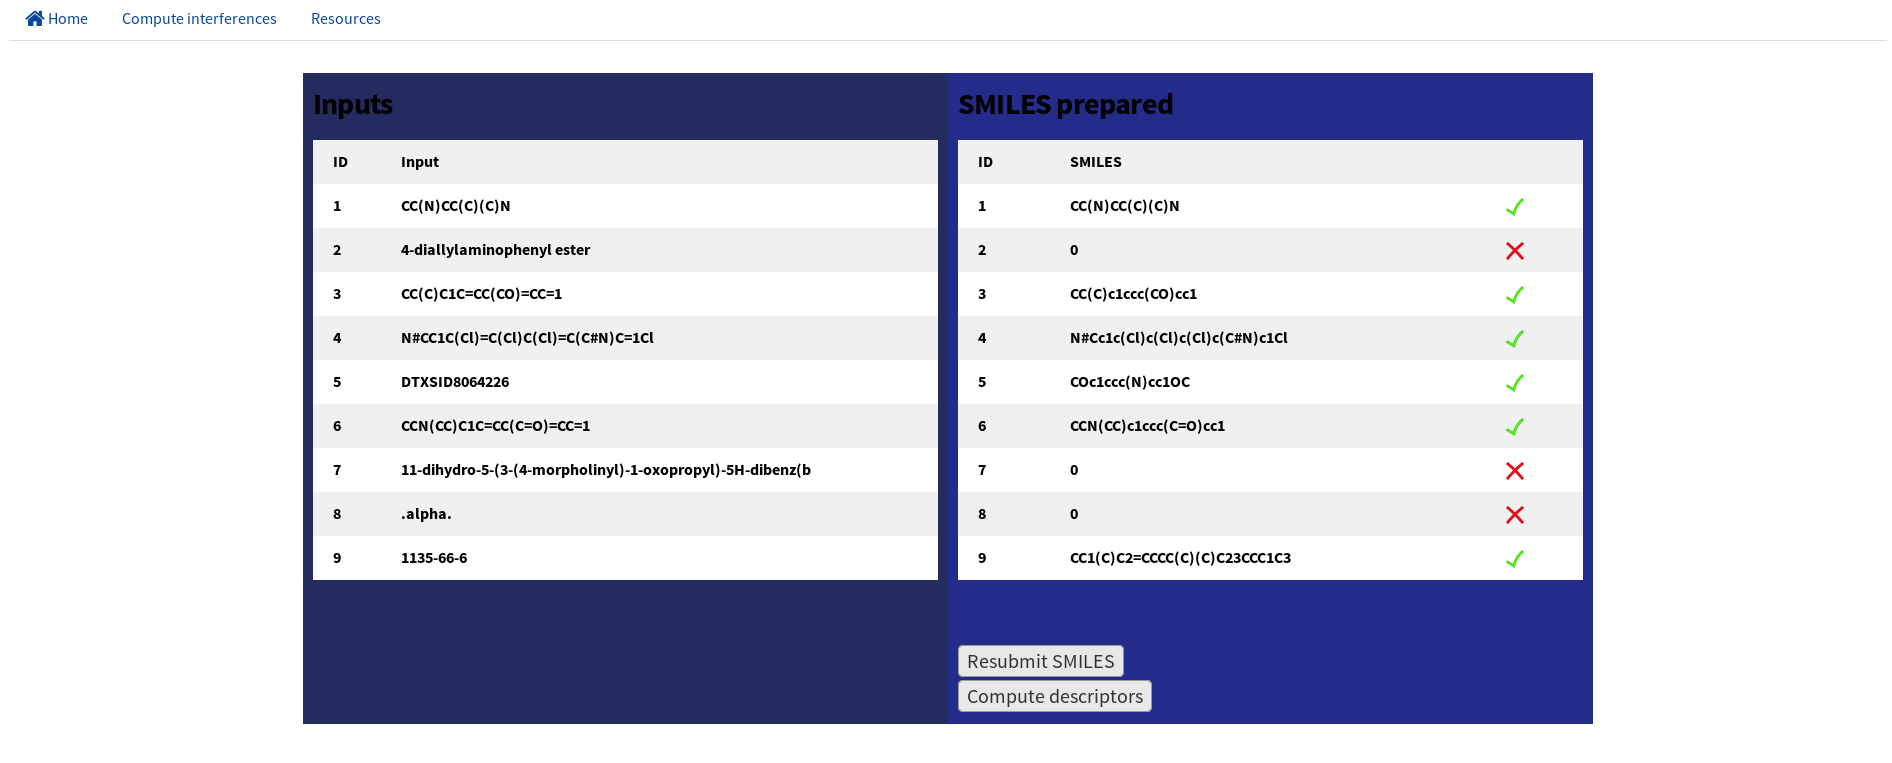 Home Compute interferences Resources
Inputs
ID Input
1 CC(N)CC(C)(C)N
2 4-diallylaminophenyl ester
3 CC(C)C1C=CC(CO)=CC=1
4 N#CC1C(Cl)=C(Cl)C(Cl)=C(C#N)C=1Cl
5 DTXSID8064226
6 CCN(CC)C1C=CC(C=O)=CC=1
7 11-dihydro-5-(3-(4-morpholinyl)-1-oxopropyl)-5H-dibenz(b
8 .alpha.
9 1135-66-6
SMILES prepared
ID SMILES
1 CC(N)CC(C)(C)N
2 0
3 CC(C)c1ccc(CO)cc1
4 N#Cc1c(Cl)c(Cl)c(Cl)c(C#N)c1Cl
5 COc1ccc(N)cc1OC
6 CCN(CC)c1ccc(C=O)cc1
7 0
8 0
9 CC1(C)C2=CCCC(C)(C)C23CCC1C3
Resubmit SMILES
Compute descriptors